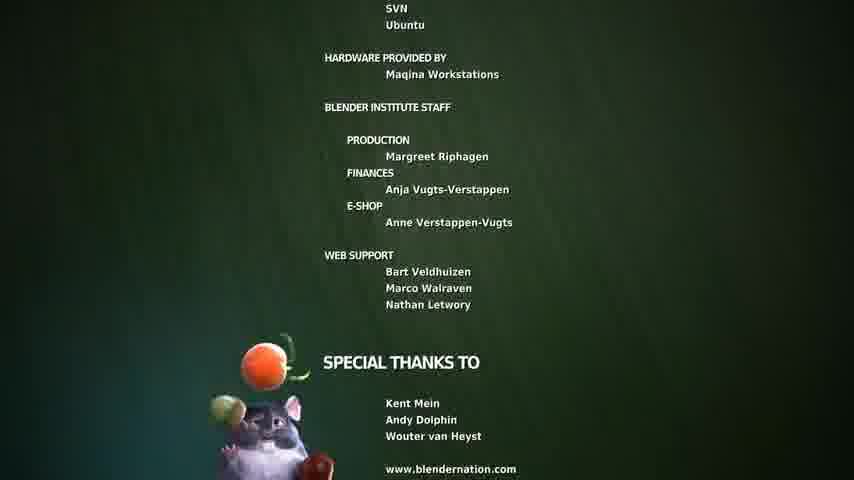 SVN
Ubuntu
HARDWARE PROVIDED BY
Maqina Workstations
BLENDER INSTITUTE STAFF
PRODUCTION
Margreet Riphagen
FINANCES
Anja Vugts-Verstappen
E-SHOP
Anne Verstappen-Vugts
WEB SUPPORT
Bart Veldhuizen
Marco Walraven
Nathan Letwory
SPECIAL THANKS TO
Kent Mein
Andy Dolphin
Wouter van Heyst
www.blendernation.com